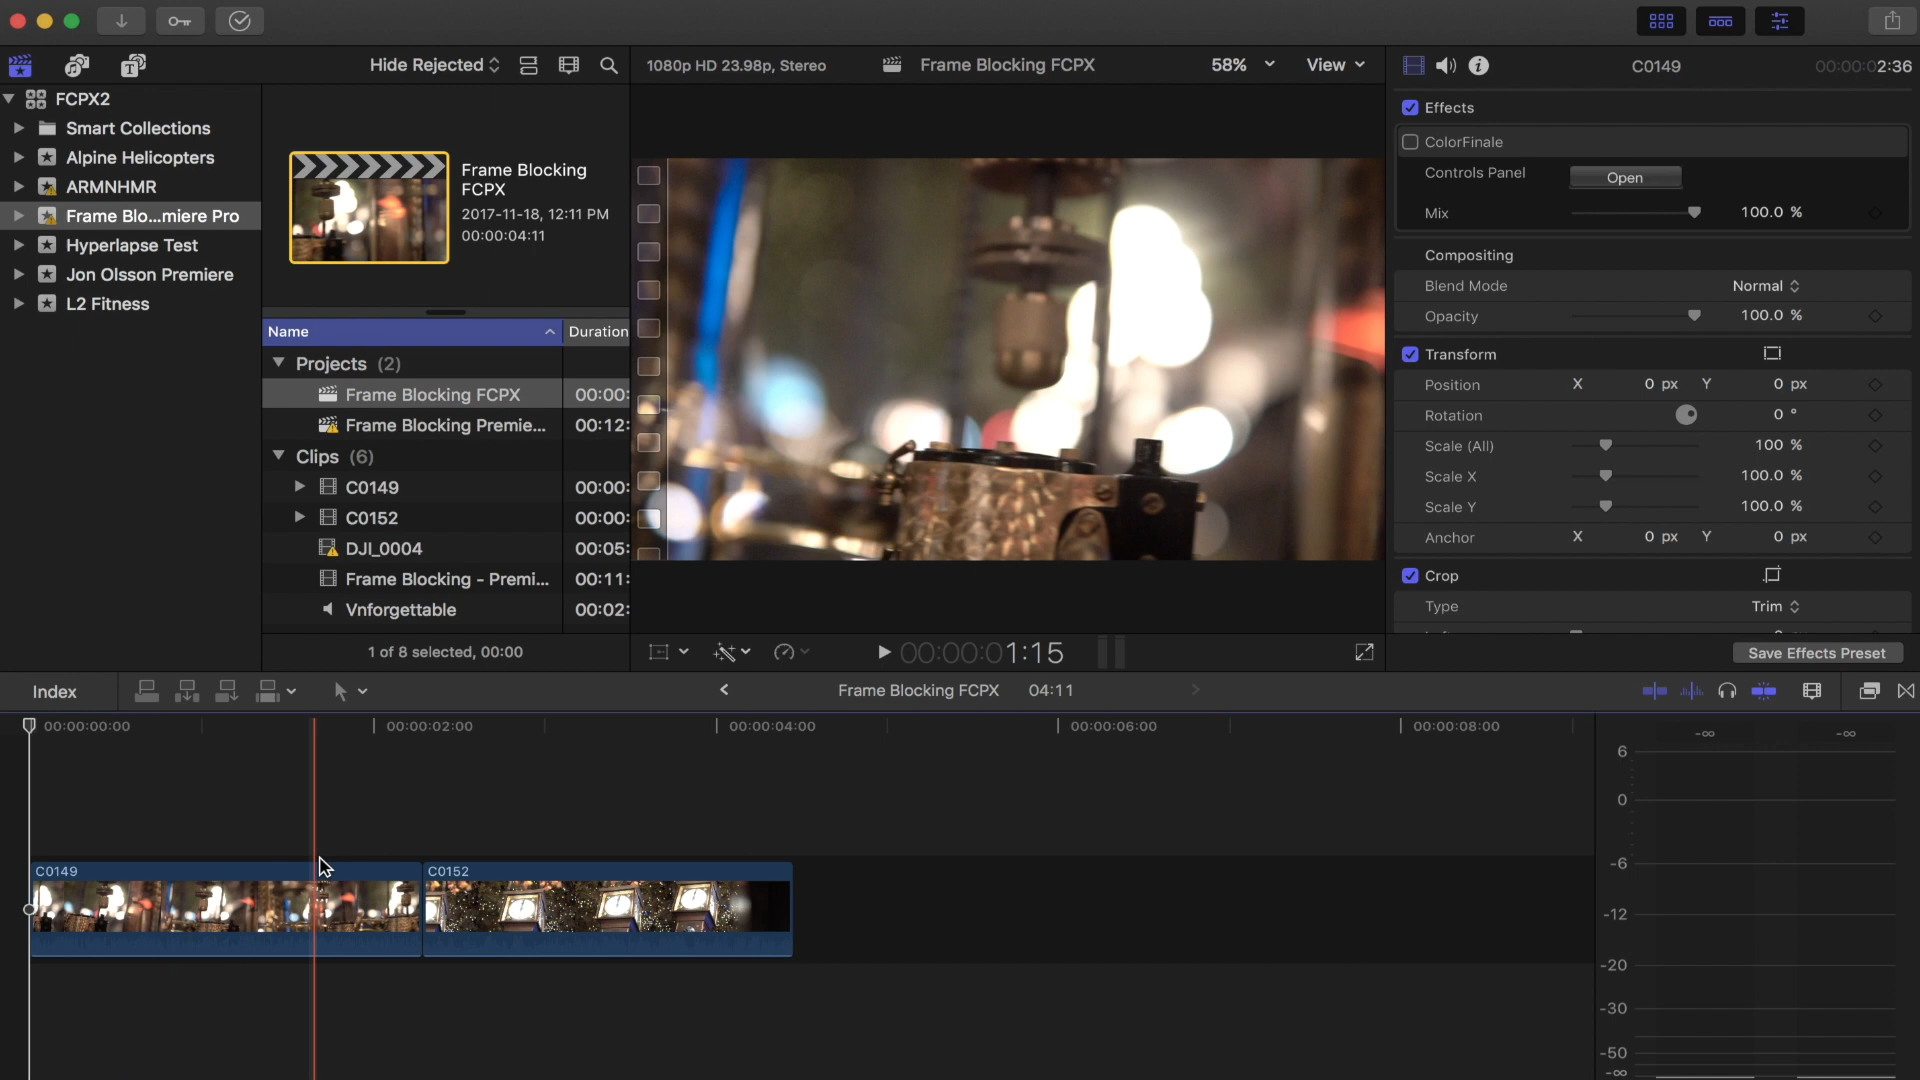 Hide Rejected
1080p HD 23.98p, Stereo
Frame Blocking FCPX
58%
View
C0149
00:00:02:36
FCPX2
Smart Collections
Alpine Helicopters
ARMNHMR
Frame Blo...miere Pro
Hyperlapse Test
Jon Olsson Premiere
L2 Fitness
Frame Blocking
FCPX
2017-11-18, 12:11 PM
00:00:04:11
Name
Duration
Projects (2)
Frame Blocking FCPX
00:00:
Frame Blocking Premie...
00:12:
Clips (6)
C0149
00:00:
C0152
00:00:
DJI_0004
00:05:
Frame Blocking - Premi...
00:11:
Vnforgettable
00:02:
1 of 8 selected, 00:00
00:00:01:15
Effects
ColorFinale
Controls Panel
Open
Mix
100.0 %
Compositing
Blend Mode
Normal
Opacity
100.0 %
Transform
Position
X
0 px
Y
0 px
Rotation
0 °
Scale (All)
100 %
Scale X
100.0 %
Scale Y
100.0 %
Anchor
X
0 px
Y
0 px
Crop
Type
Trim
Save Effects Preset
Index
Frame Blocking FCPX
04:11
00:00:00:00
00:00:02:00
00:00:04:00
00:00:06:00
00:00:08:00
C0149
C0152
-∞
-∞
6
0
-6
-12
-20
-30
-50
-∞